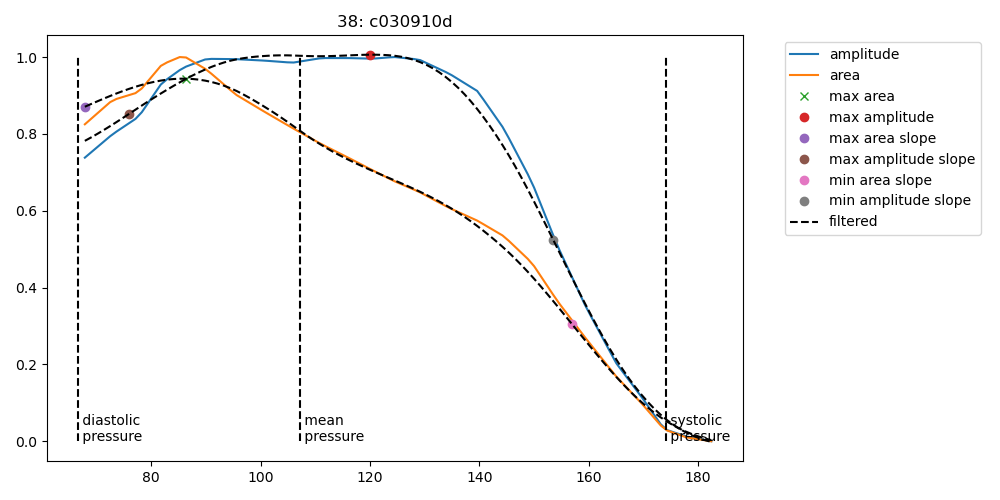 38: c030910d
1.0
0.8
0.6
0.4
0.2
0.0
80
100
120
140
160
180
diastolic
pressure
mean
pressure
systolic
pressure
amplitude
area
max area
max amplitude
max area slope
max amplitude slope
min area slope
min amplitude slope
filtered